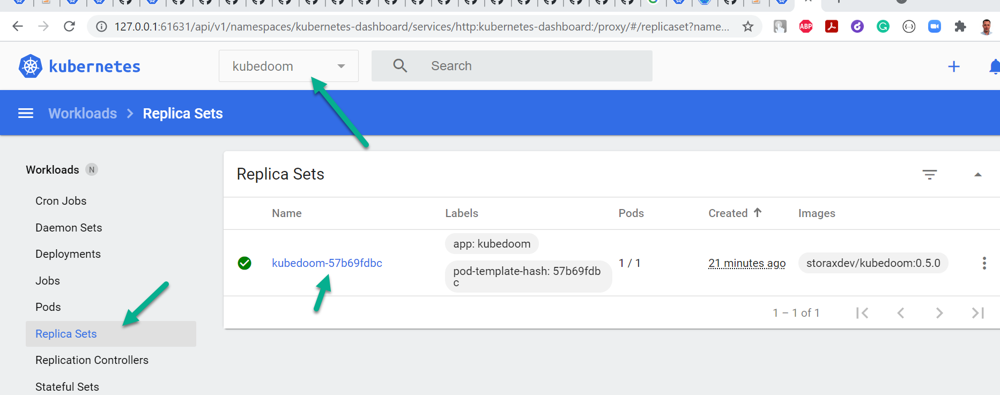 127.0.0.1:61631/api/v1/namespaces/kubernetes-dashboard/services/http:kubernetes-dashboard:/proxy/#/replicaset?name...
ABP
kubernetes
kubedoom
Search
Workloads
Replica Sets
Workloads N
Cron Jobs
Daemon Sets
Deployments
Jobs
Pods
Replica Sets
Replication Controllers
Stateful Sets
Replica Sets
Name Labels Pods Created Images
kubedoom-57b69fdbc
app: kubedoom
pod-template-hash: 57b69fdb
c
1 / 1
21 minutes ago
storaxdev/kubedoom:0.5.0
1 – 1 of 1